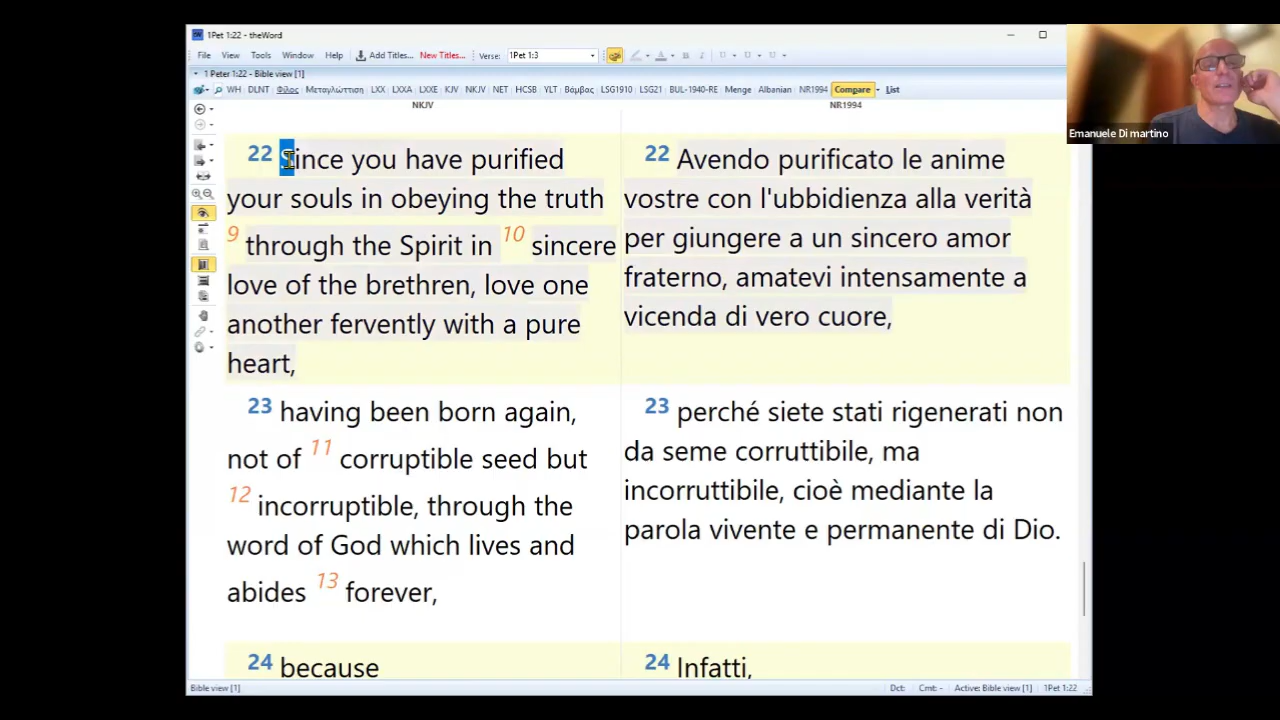 1Pet 1:22 - theWord
File View Tools Window Help Add Titles... New Titles... Verse: 1Pet 1:3
1 Peter 1:22 - Bible view [1]
WH DLNT Φίλος Μεταγλώττιση LXX LXXA LXXE KJV NKJV NET HCSB YLT Βαμβας LSG1910 LSG21 BUL-1940-RE Menge Albanian NR1994 Compare List
NKJV NR1994
22 Since you have purified
your souls in obeying the truth
9 through the Spirit in 10 sincere
love of the brethren, love one
another fervently with a pure
heart,
22 Avendo purificato le anime
vostre con l'ubbidienza alla verità
per giungere a un sincero amor
fraterno, amatevi intensamente a
vicenda di vero cuore,
23 having been born again,
not of 11 corruptible seed but
12 incorruptible, through the
word of God which lives and
abides 13 forever,
23 perché siete stati rigenerati non
da seme corruttibile, ma
incorruttibile, cioè mediante la
parola vivente e permanente di Dio.
24 because
24 Infatti,
Bible view [1] Dct: Cmt: - Active: Bible view [1] 1Pet 1:22
Emanuele Di martino